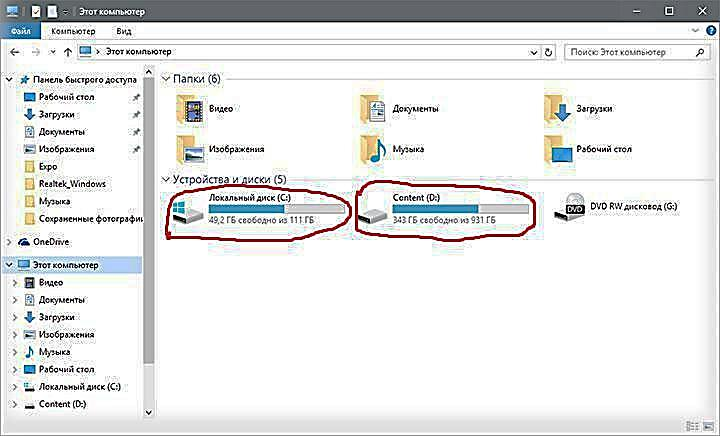 Этот компьютер
Файл
Компьютер
Вид
Этот компьютер
Поиск: Этот компьютер
Панель быстрого доступа
Рабочий стол
Загрузки
Документы
Изображения
Expo
Realtek_Windows
Музыка
Сохраненные фотографии
OneDrive
Этот компьютер
Видео
Документы
Загрузки
Изображения
Музыка
Рабочий стол
Локальный диск (C:)
Content (D:)
Папки (6)
Видео
Документы
Загрузки
Изображения
Музыка
Рабочий стол
Устройства и диски (5)
Локальный диск (C:)
49,2 ГБ свободно из 111 ГБ
Content (D:)
343 ГБ свободно из 931 ГБ
DVD RW дисковод (G:)
DVD